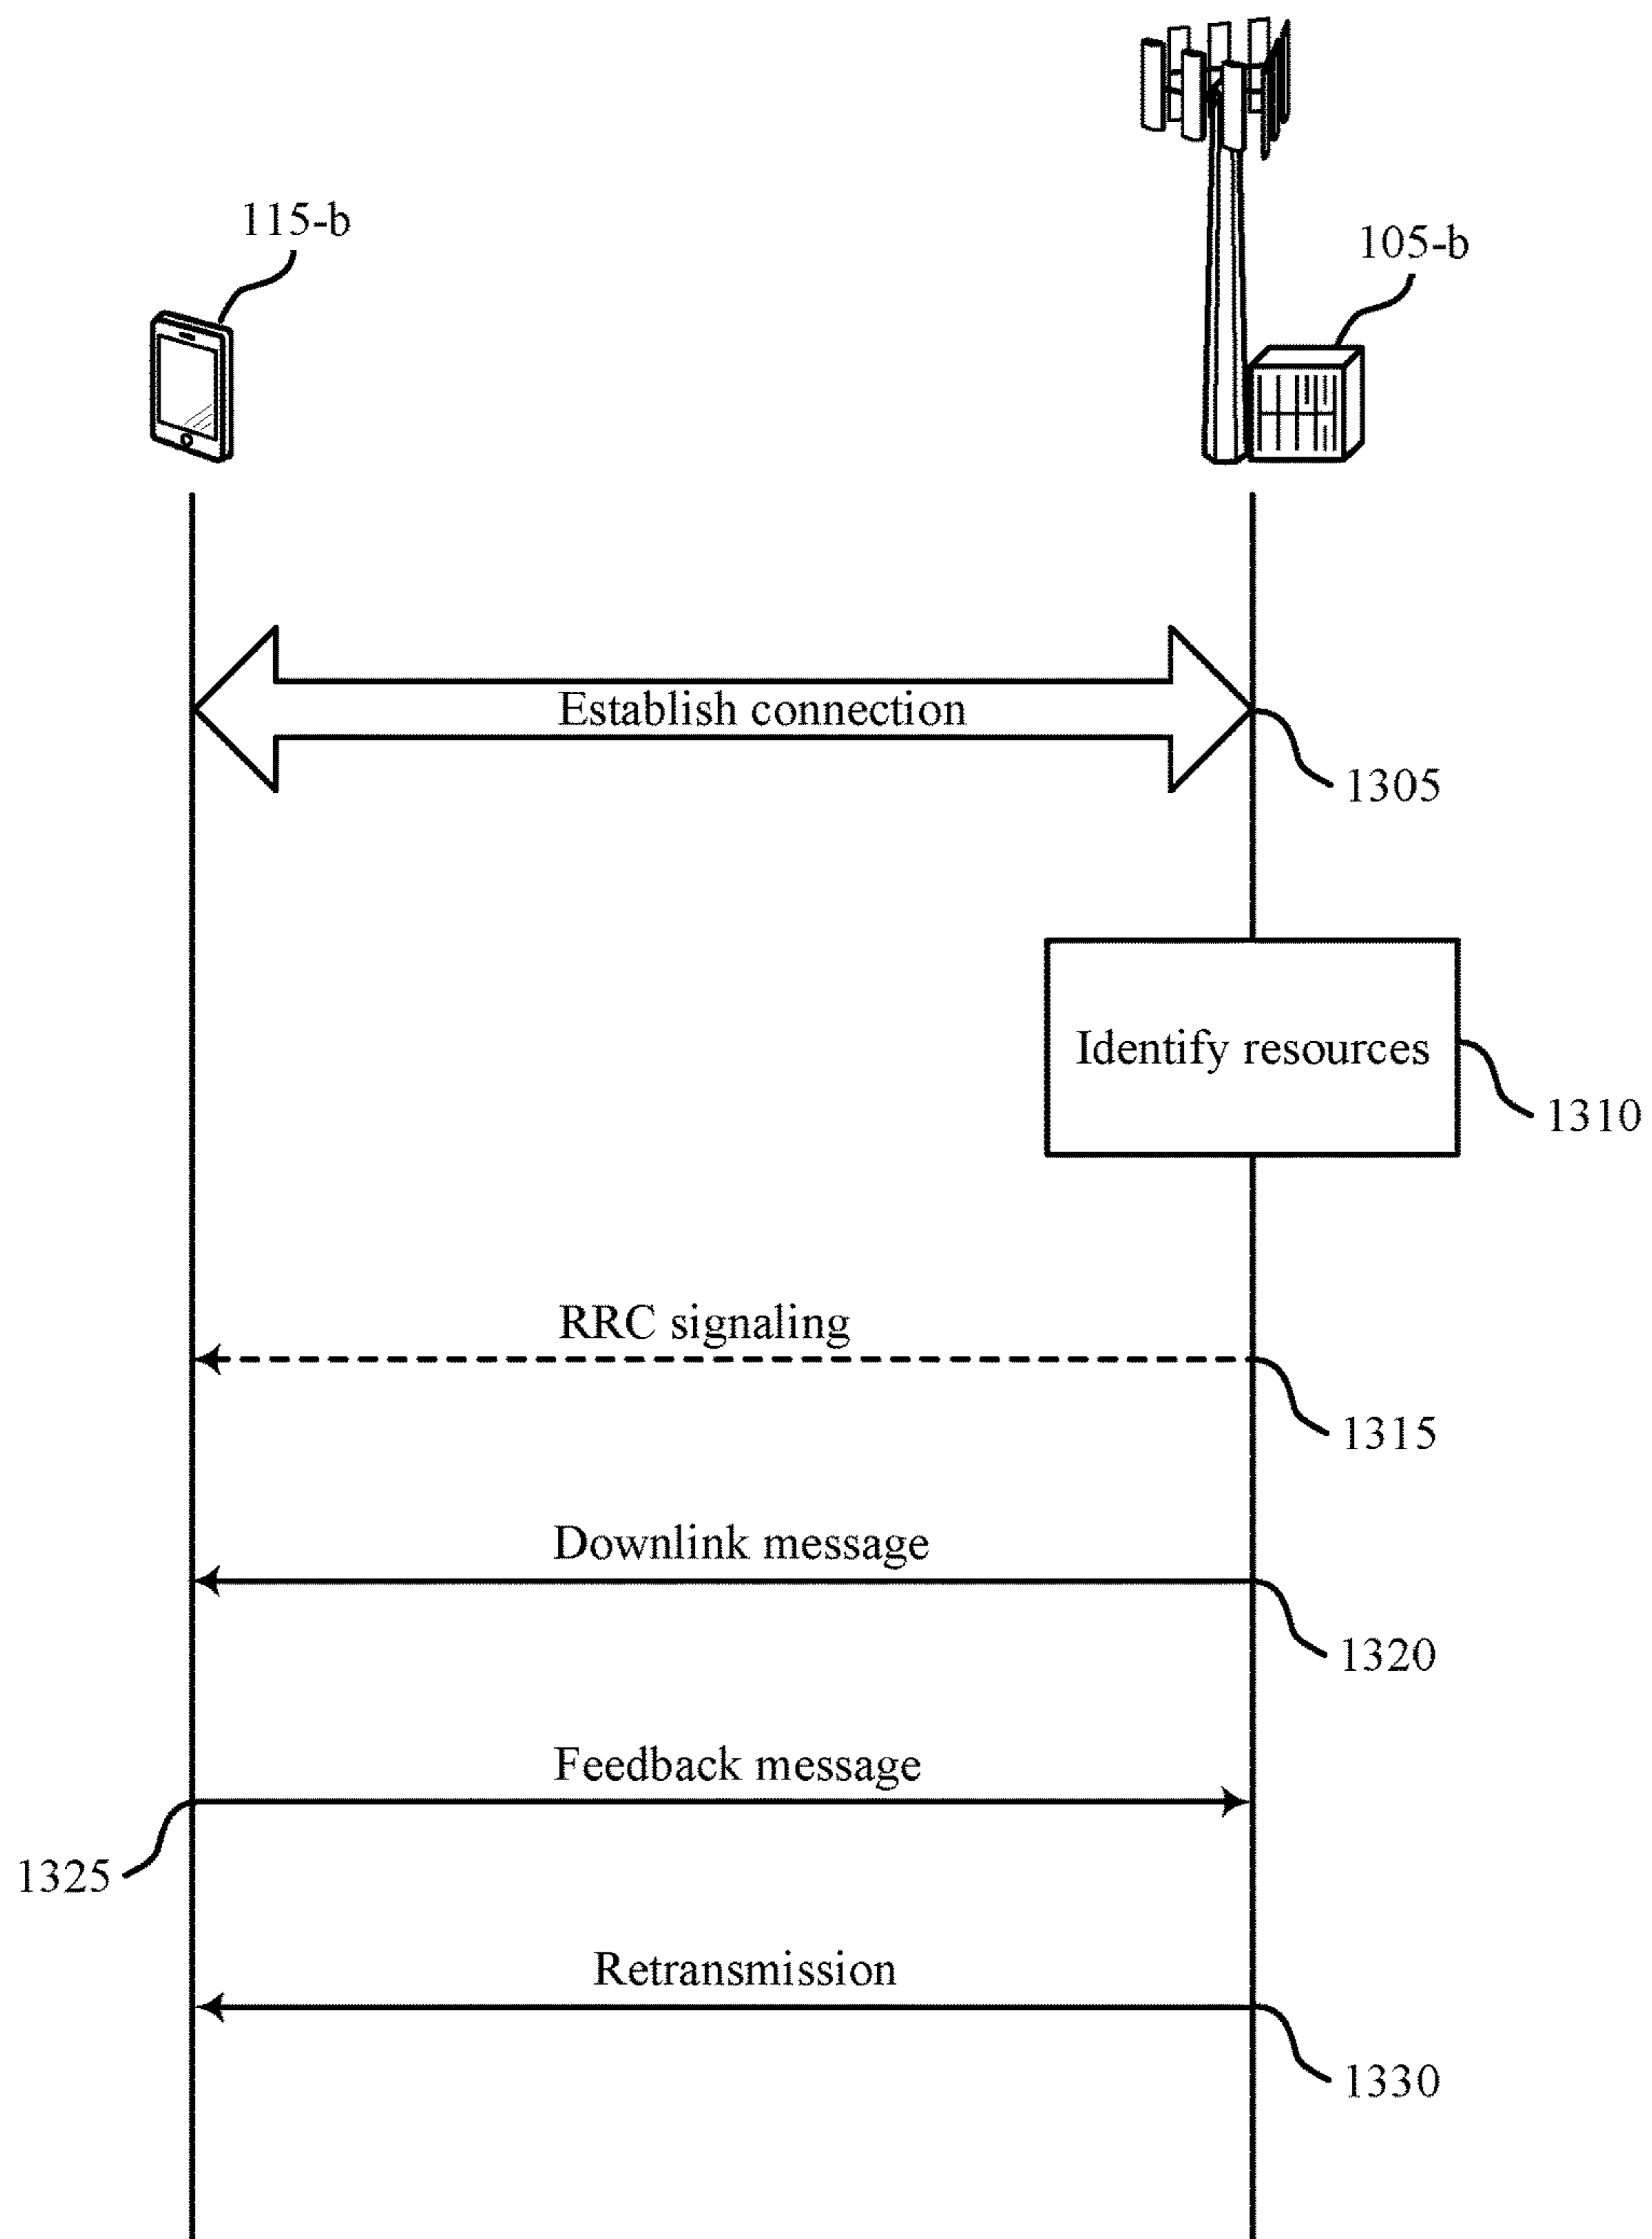 115-b
105-b
Establish connection
1305
Identify resources
1310
RRC signaling
1315
Downlink message
1320
Feedback message
1325
Retransmission
1330